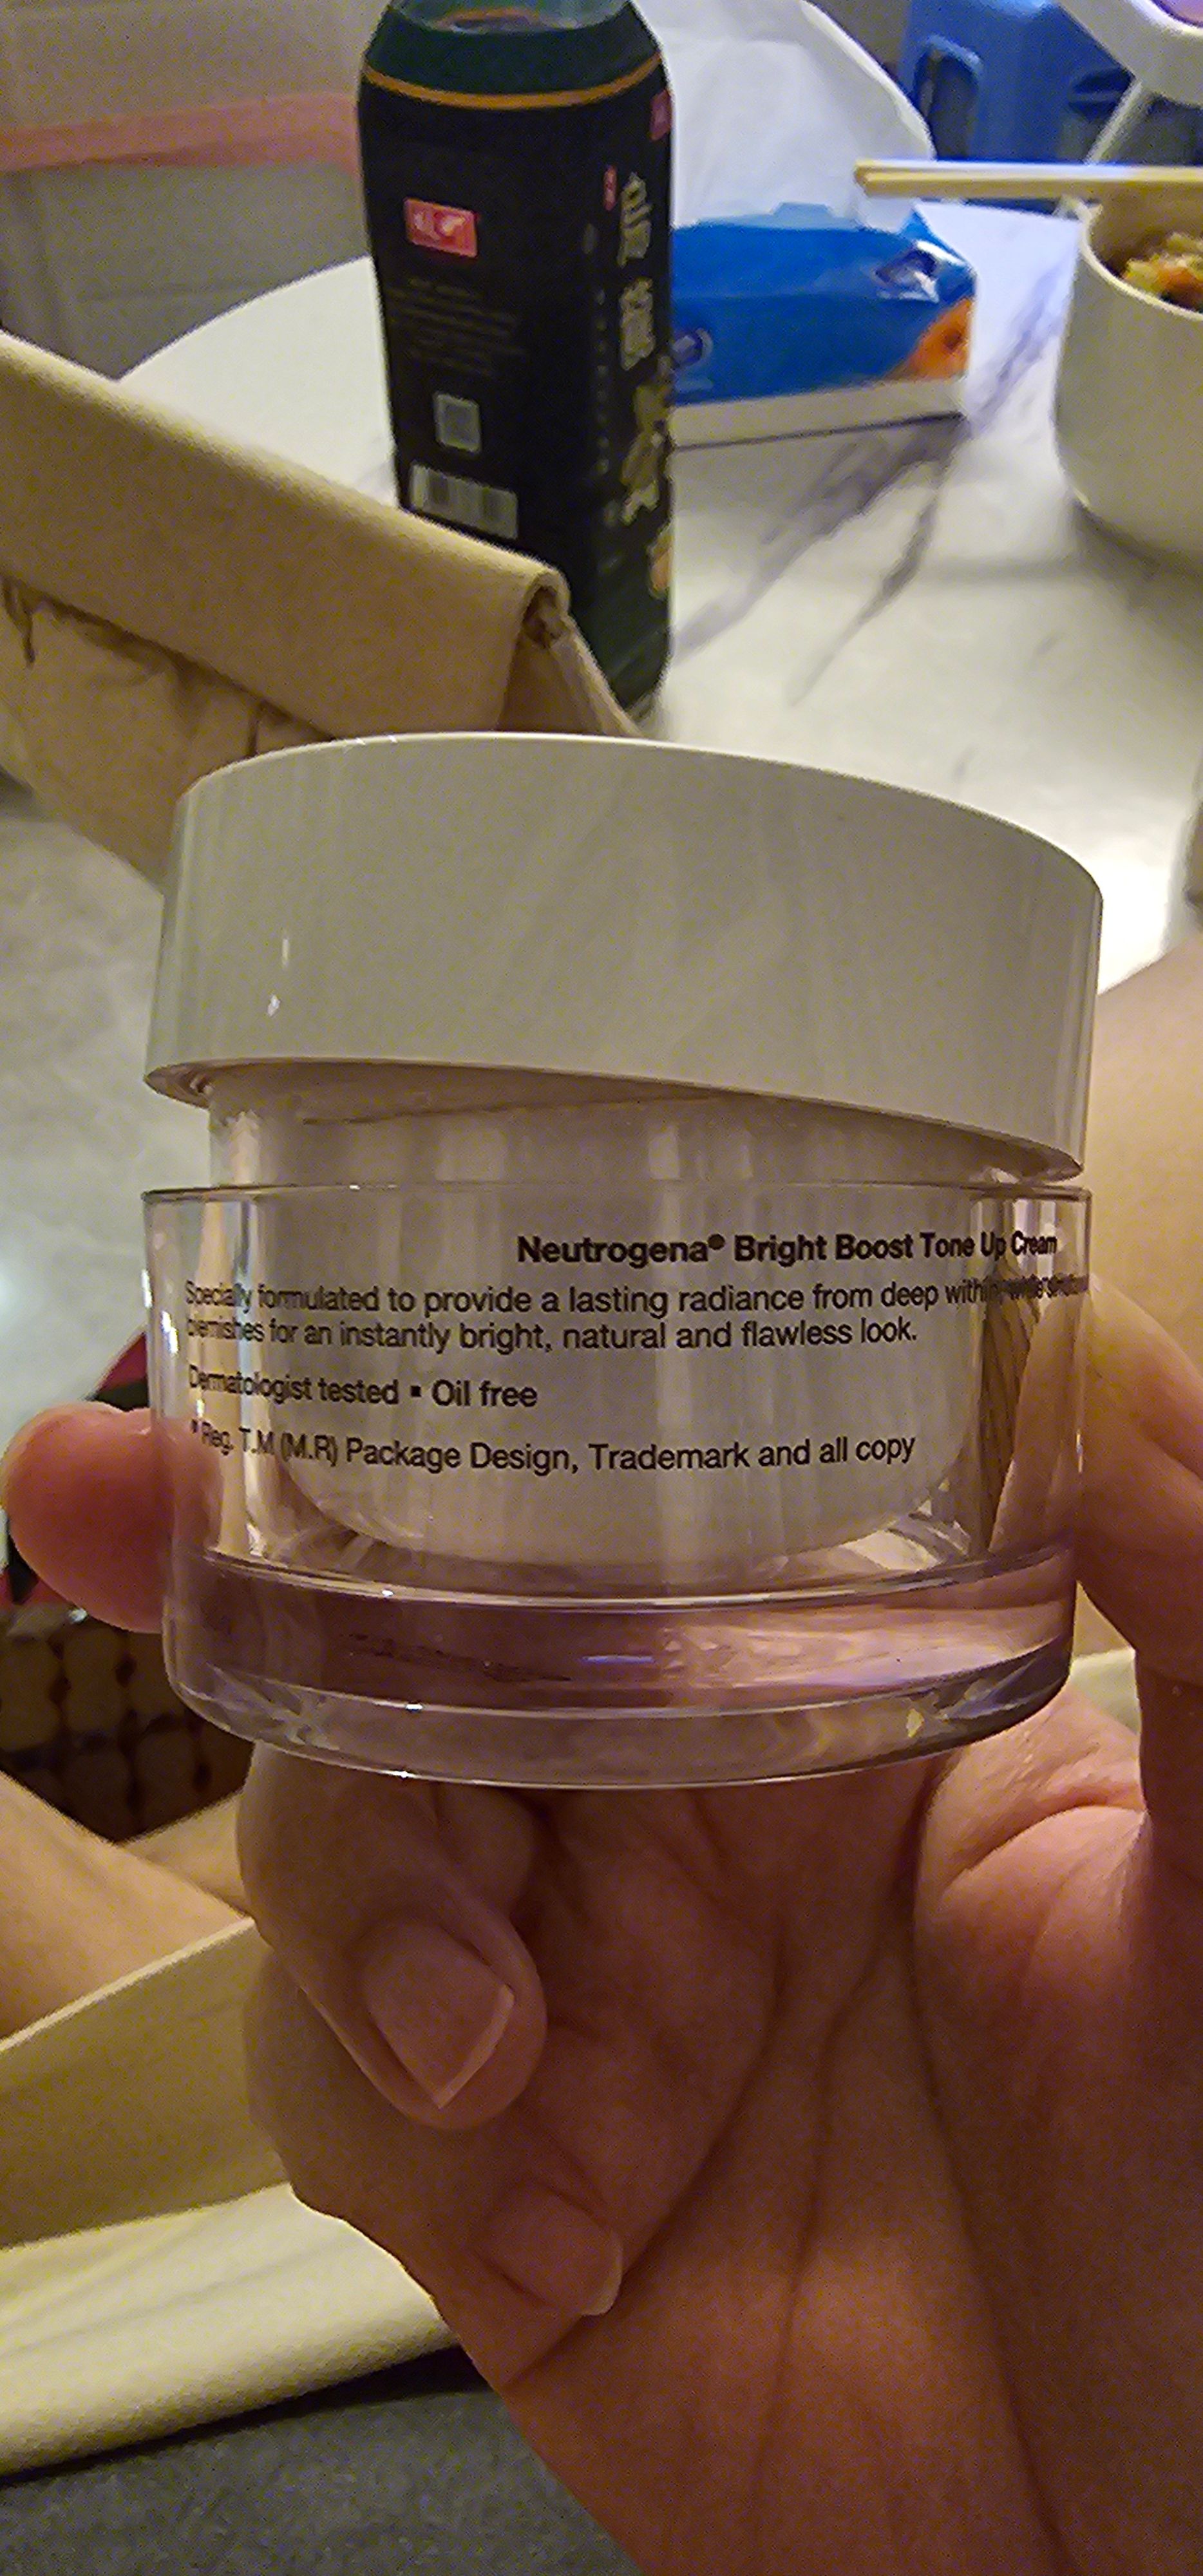 Neutrogena® Bright Boost Tone Up Cream
Specially formulated to provide a lasting radiance from deep within,
blemishes for an instantly bright, natural and flawless look.
Dermatologist tested ▪ Oil free
Reg. T.M (M.R) Package Design, Trademark and all copy